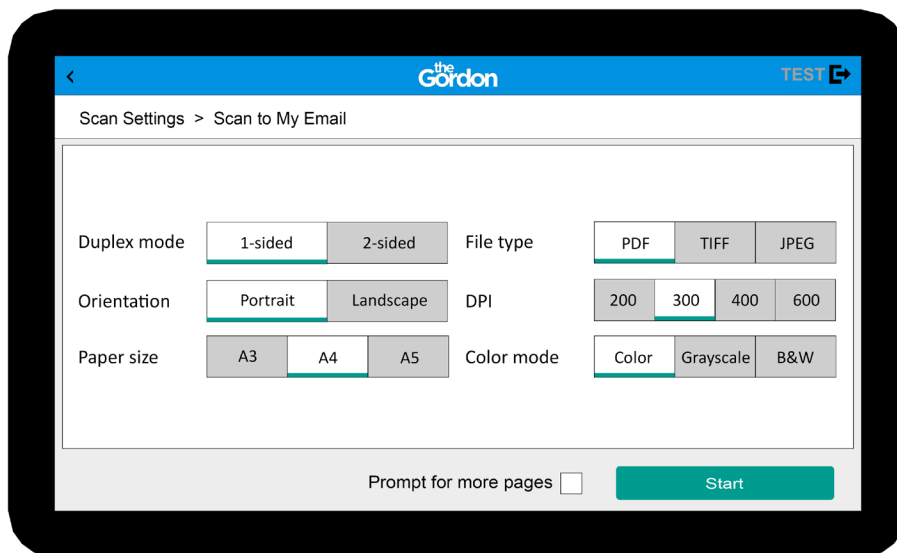 <
the
Gordon
TEST
Scan Settings > Scan to My Email
Duplex mode 1-sided 2-sided File type PDF TIFF JPEG
Orientation Portrait Landscape DPI 200 300 400 600
Paper size A3 A4 A5 Color mode Color Grayscale B&W
Prompt for more pages Start